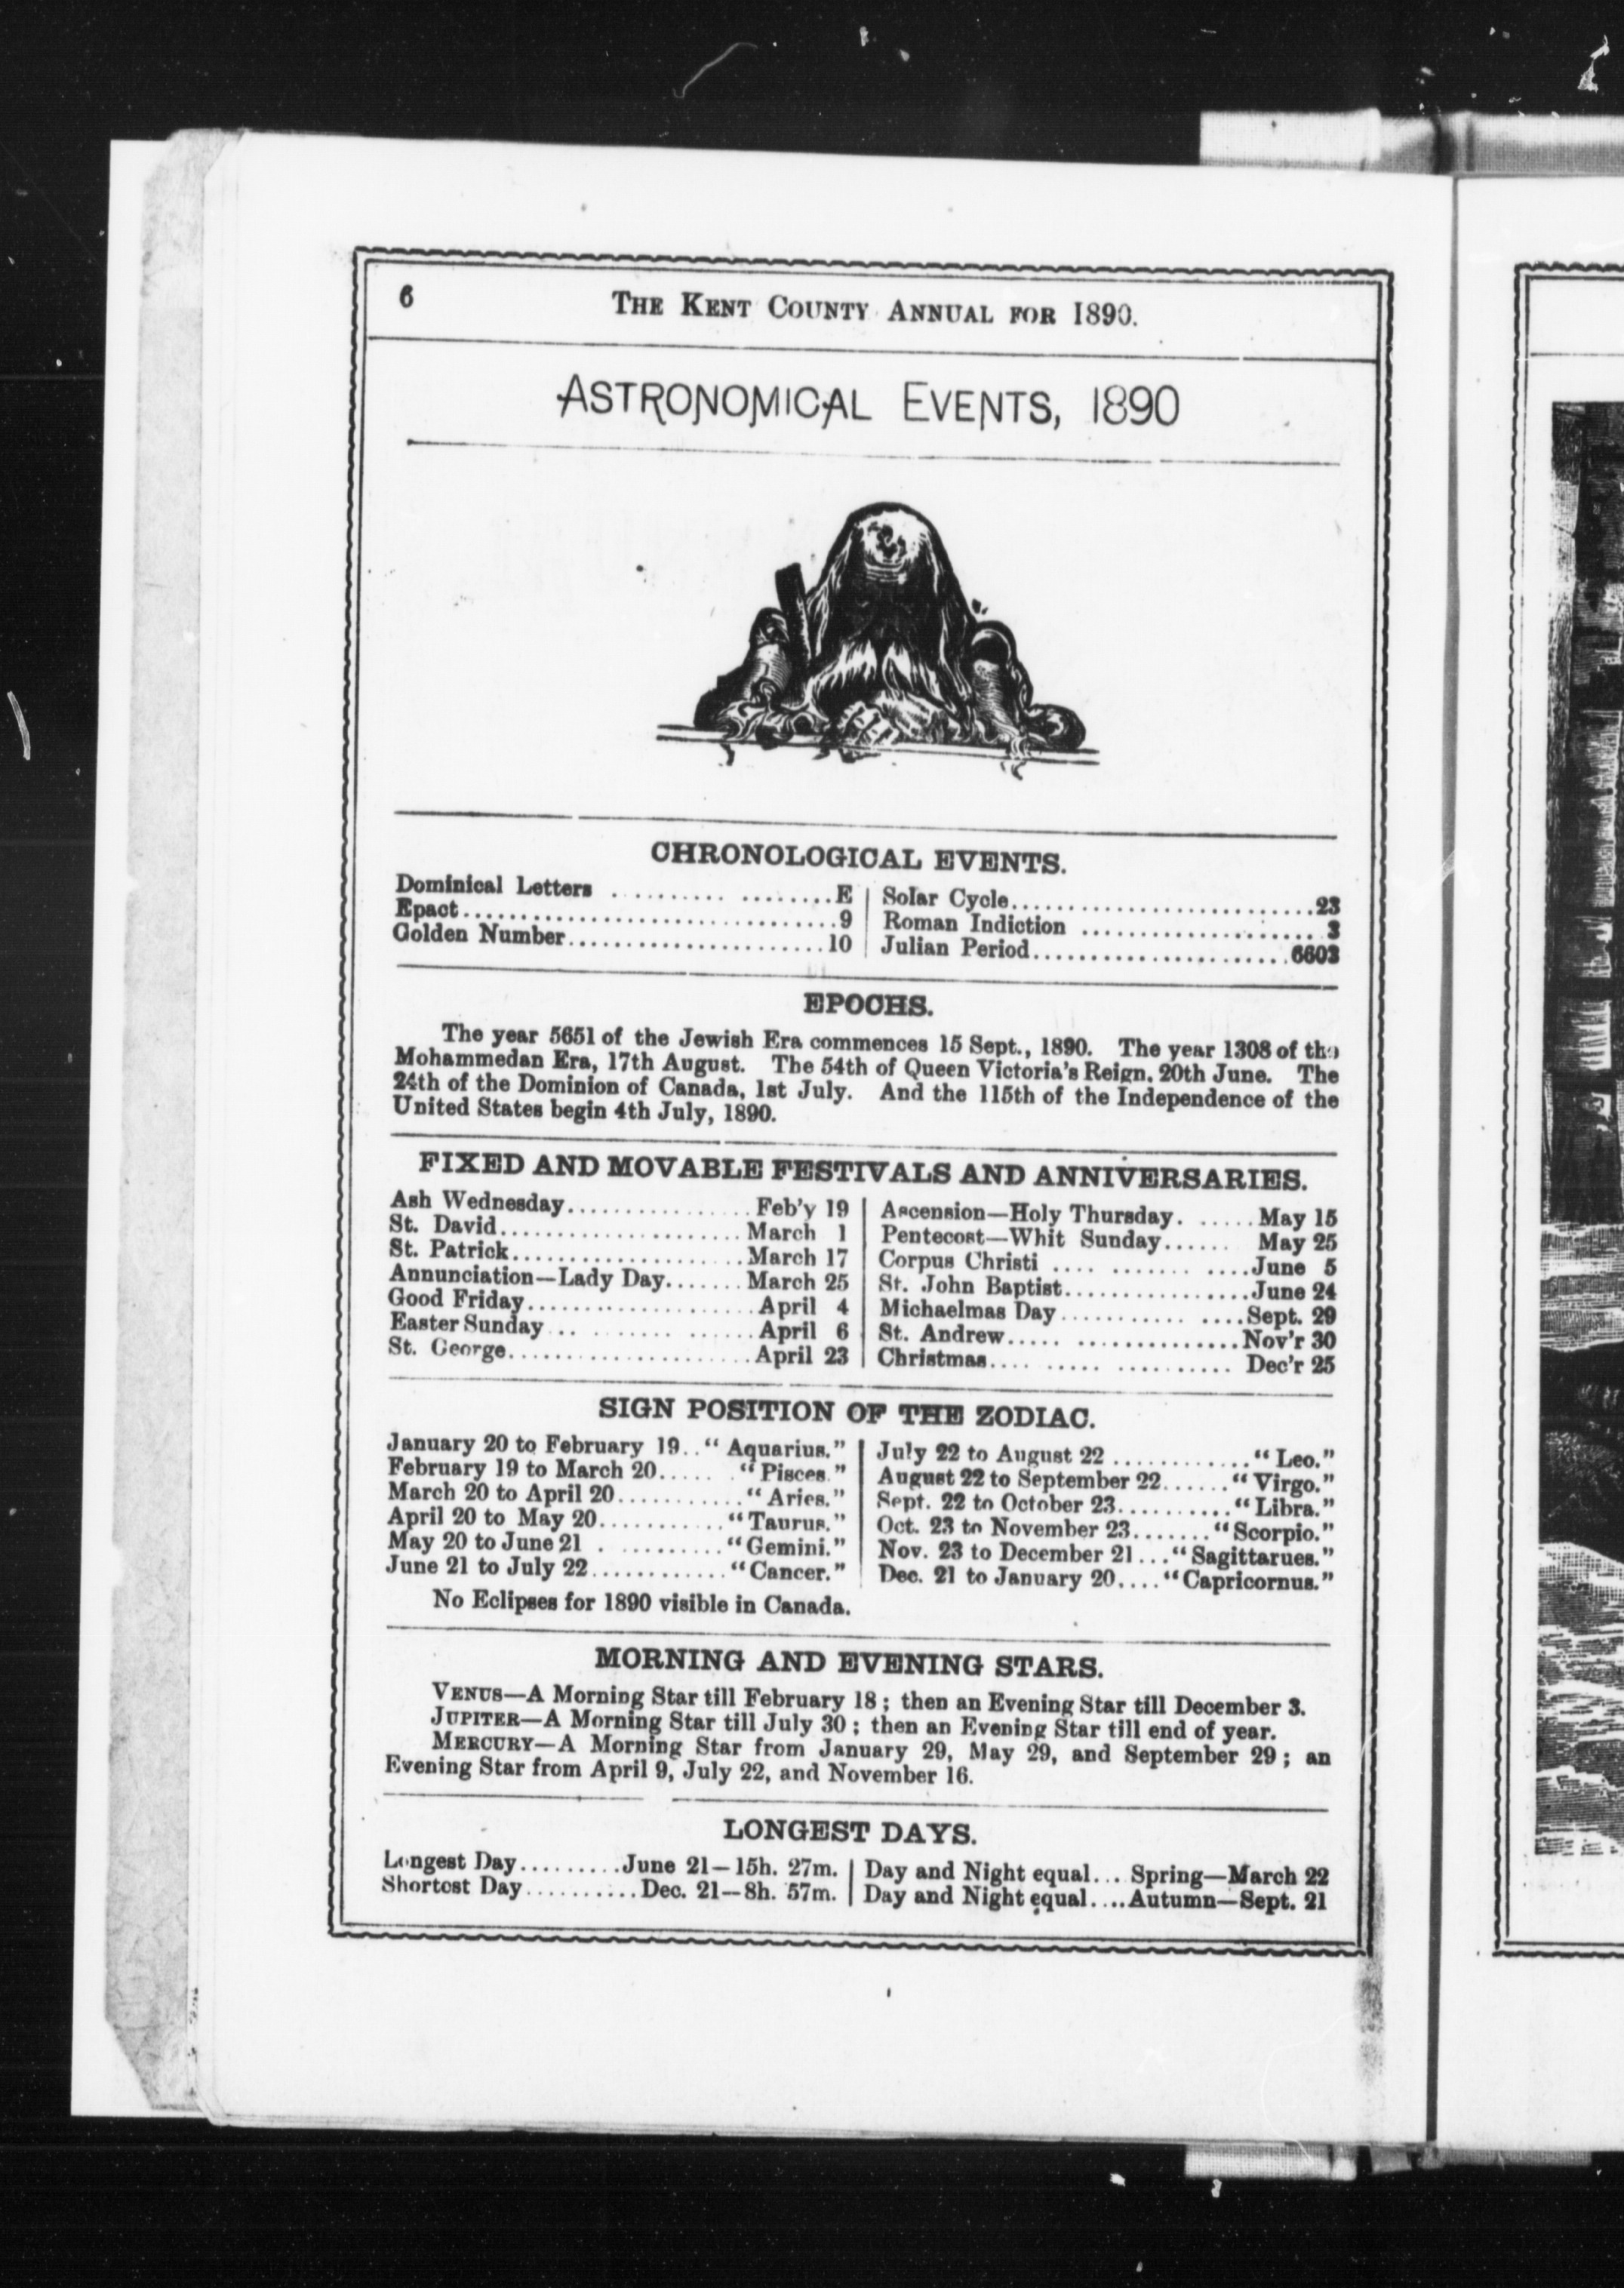 6 THE KENT COUNTY ANNUAL FOR 1890.
ASTRONOMICAL EVENTS, 1890
CHRONOLOGICAL EVENTS.
Dominical Letters .......... ........E
Epact.................................9
Golden Number.......................10
Solar Cycle...........................23
Roman Indiction ......................3
Julian Period.......................6603
EPOCHS.
The year 5651 of the Jewish Era commences 15 Sept., 1890. The year 1308 of the
Mohammedan Era, 17th August. The 54th of Queen Victoria's Reign, 20th June. The
24th of the Dominion of Canada, 1st July. And the 115th of the Independence of the
United States begin 4th July, 1890.
FIXED AND MOVABLE FESTIVALS AND ANNIVERSARIES.
Ash Wednesday................Feb'y 19
St. David.....................March 1
St. Patrick....................March 17
Annunciation—Lady Day.......March 25
Good Friday....................April 4
Easter Sunday... ......... ......April 6
St. George.....................April 23
Ascension—Holy Thursday. ......May 15
Pentecost—Whit Sunday...... May 25
Corpus Christi .... ....... ....June 5
St. John Baptist................June 24
Michaelmas Day ........... ....Sept. 29
St. Andrew..... ..............Nov'r 30
Christmas.... ..... .......... Dec'r 25
SIGN POSITION OF THE ZODIAC.
January 20 to February 19.. "Aquarius."
February 19 to March 20...... ."Pisces."
March 20 to April 20..........."Aries."
April 20 to May 20..........."Taurus."
May 20 to June 21 . .........."Gemini."
June 21 to July 22............"Cancer."
July 22 to August 22 ............"Leo."
August 22 to September 22......"Virgo."
Sept. 22 to October 23.........."Libra."
Oct. 23 to November 23......."Scorpio."
Nov. 23 to December 21..."Sagittarues."
Dec. 21 to January 20...."Capricornus."
No Eclipses for 1890 visible in Canada.
MORNING AND EVENING STARS.
VENUS—A Morning Star till February 18; then an Evening Star till December 3.
JUPITER—A Morning Star till July 30; then an Evening Star till end of year.
MERCURY—A Morning Star from January 29, May 29, and September 29; an
Evening Star from April 9, July 22, and November 16.
LONGEST DAYS.
Longest Day.........June 21—15h. 27m.
Shortest Day..........Dec. 21—8h. 57m.
Day and Night equal... Spring—March 22
Day and Night equal....Autumn—Sept. 21